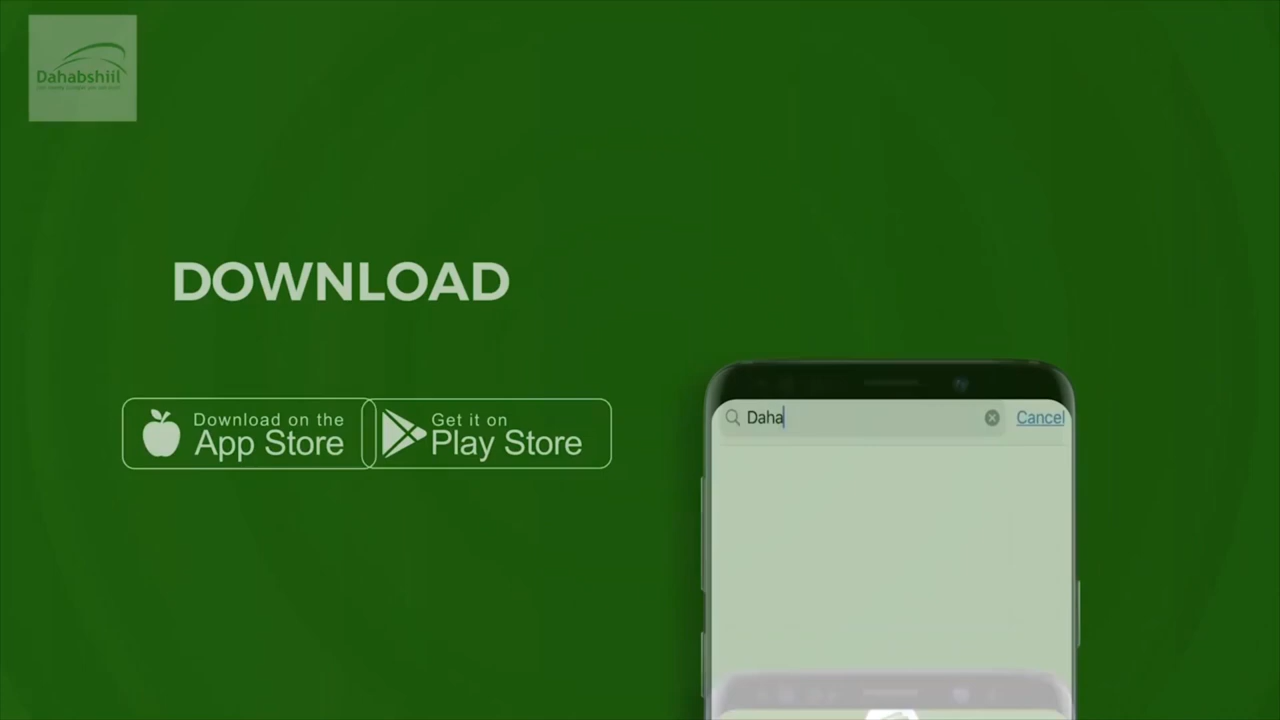 Dahabshiil
DOWNLOAD
Download on the
App Store
Get it on
Play Store
Daha
Cancel